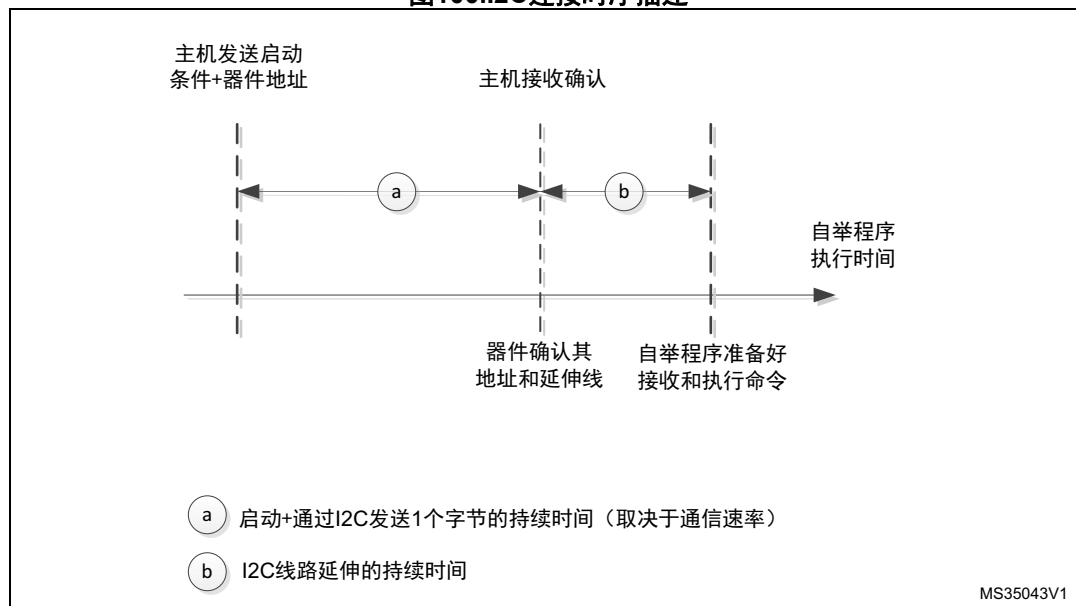 主机发送启动
条件+器件地址
主机接收确认
a
b
自举程序
执行时间
器件确认其
地址和延伸线
自举程序准备好
接收和执行命令
a 启动+通过I2C发送1个字节的持续时间（取决于通信速率）
b I2C线路延伸的持续时间
MS35043V1